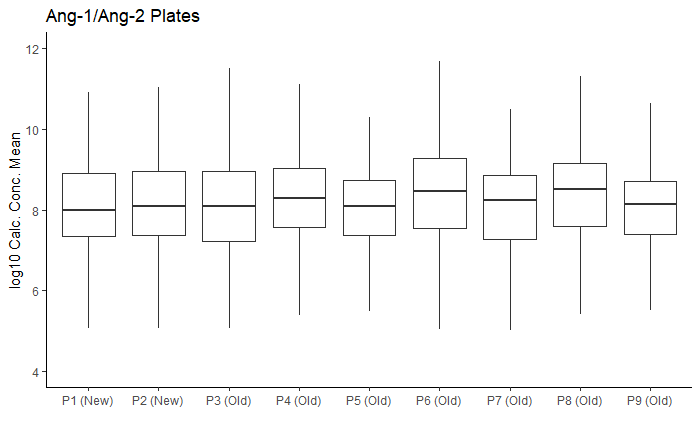 Ang-1/Ang-2 Plates
log10 Calc. Conc. Mean
12
10
8
6
4
P1 (New) P2 (New) P3 (Old) P4 (Old) P5 (Old) P6 (Old) P7 (Old) P8 (Old) P9 (Old)